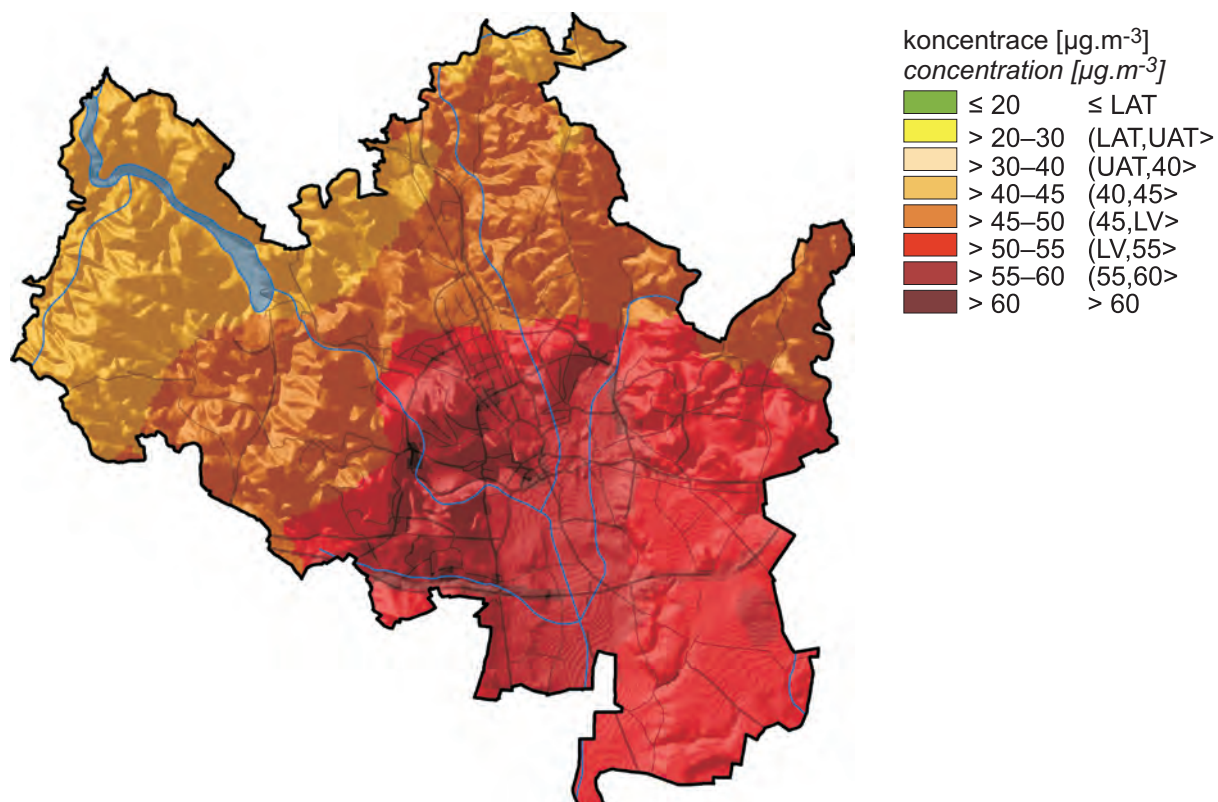 koncentrace [µg.m-3]
concentration [µg.m-3]
≤ 20 ≤ LAT
> 20–30 (LAT,UAT>
> 30–40 (UAT,40>
> 40–45 (40,45>
> 45–50 (45,LV>
> 50–55 (LV,55>
> 55–60 (55,60>
> 60 > 60